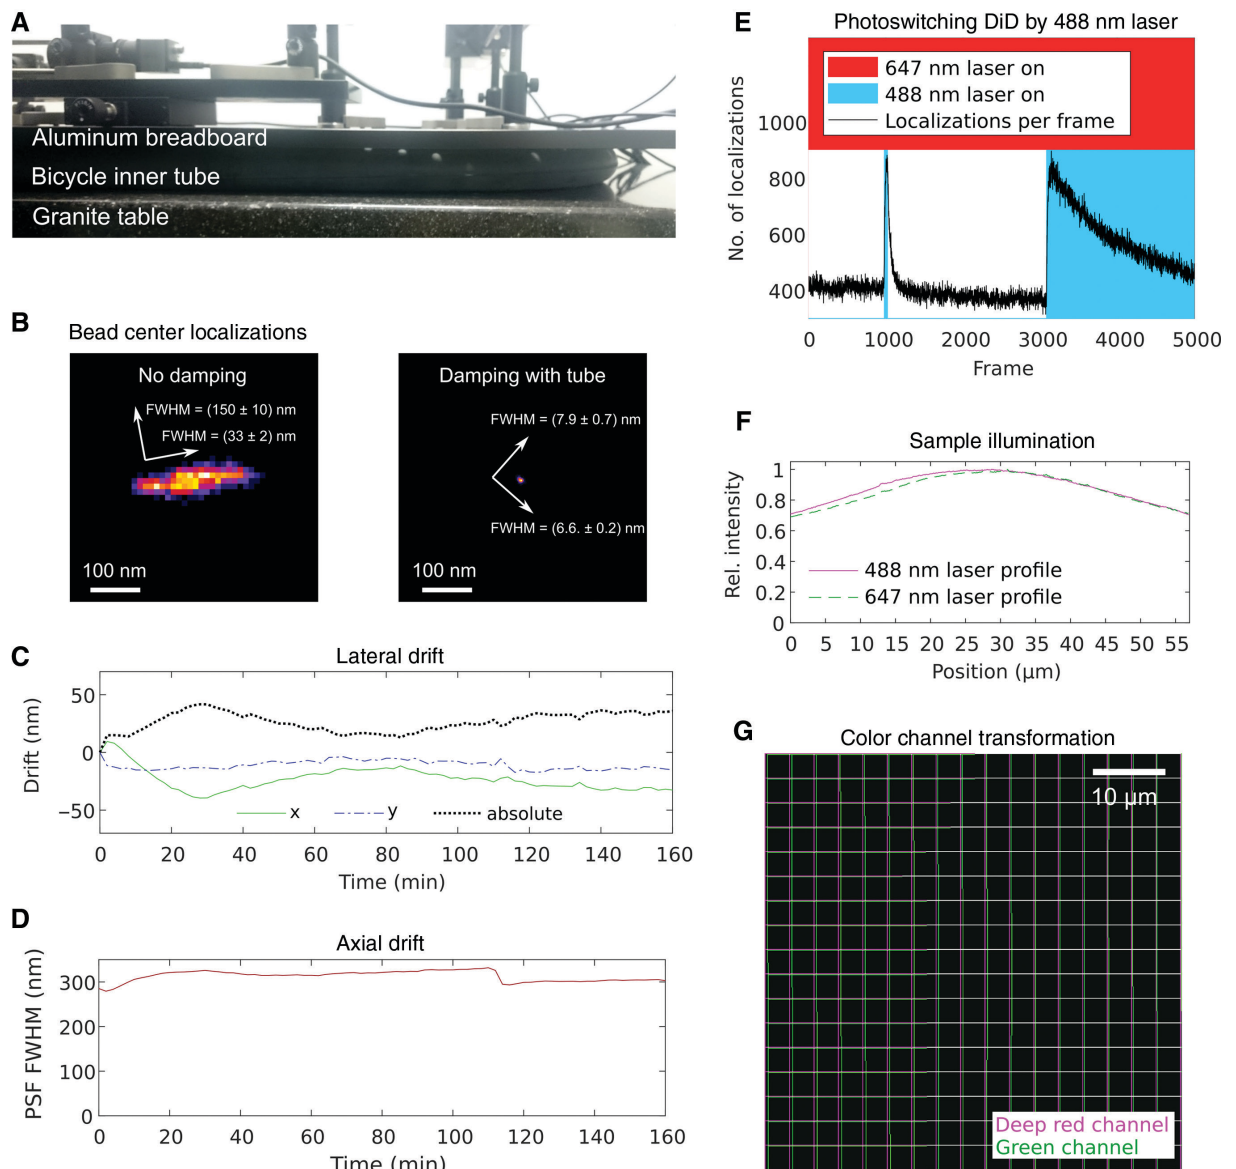 A
Aluminum breadboard
Bicycle inner tube
Granite table
B
Bead center localizations
No damping
FWHM = (150 ± 10) nm
FWHM = (33 ± 2) nm
100 nm
Damping with tube
FWHM = (7.9 ± 0.7) nm
FWHM = (6.6. ± 0.2) nm
100 nm
C
Lateral drift
Drift (nm)
50
0
−50
x
y
absolute
0 20 40 60 80 100 120 140 160
Time (min)
D
Axial drift
PSF FWHM (nm)
300
200
100
0
0 20 40 60 80 100 120 140 160
Time (min)
E
Photoswitching DiD by 488 nm laser
647 nm laser on
488 nm laser on
Localizations per frame
No. of localizations
1000
800
600
400
0 1000 2000 3000 4000 5000
Frame
F
Sample illumination
Rel. intensity
1
0.8
0.6
0.4
0.2
0
488 nm laser profile
647 nm laser profile
0 5 10 15 20 25 30 35 40 45 50 55
Position (µm)
G
Color channel transformation
10 µm
Deep red channel
Green channel